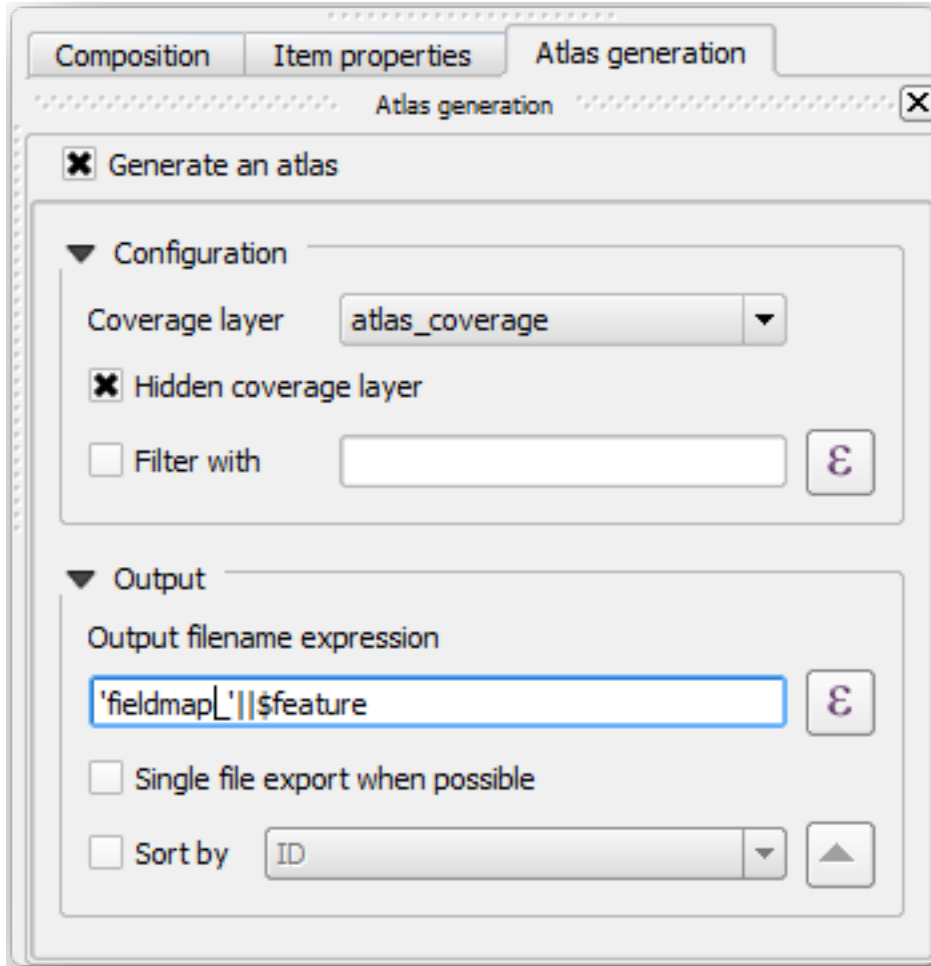 Composition Item properties Atlas generation
Atlas generation
Generate an atlas
Configuration
Coverage layer atlas_coverage
Hidden coverage layer
Filter with ε
Output
Output filename expression
'fieldmap_'||$feature ε
Single file export when possible
Sort by ID